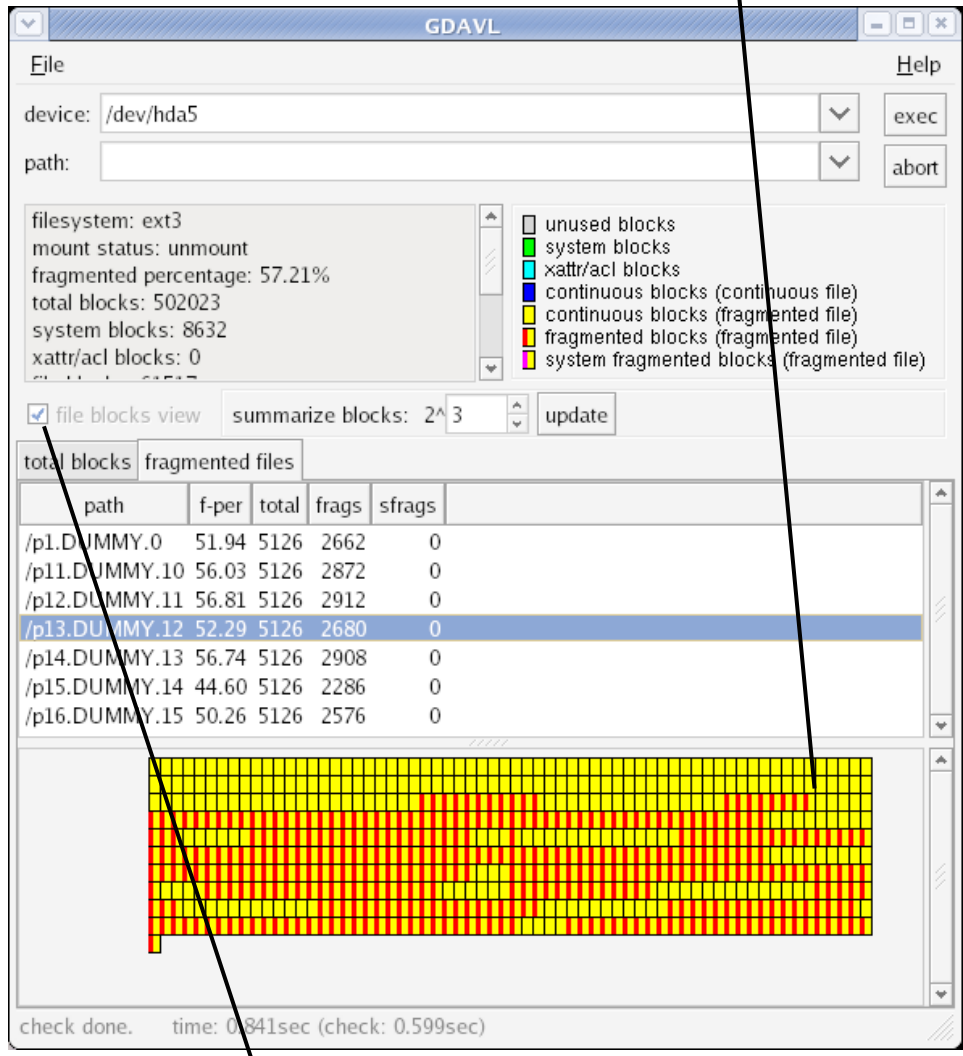 GDAVL
File Help
device: /dev/hda5 exec
path: abort
filesystem: ext3
mount status: unmount
fragmented percentage: 57.21%
total blocks: 502023
system blocks: 8632
xattr/acl blocks: 0
unused blocks
system blocks
xattr/acl blocks
continuous blocks (continuous file)
continuous blocks (fragmented file)
fragmented blocks (fragmented file)
system fragmented blocks (fragmented file)
file blocks view summarize blocks: 2^ 3 update
total blocks fragmented files
path f-per total frags sfrags
/p1.DUMMY.0 51.94 5126 2662 0
/p11.DUMMY.10 56.03 5126 2872 0
/p12.DUMMY.11 56.81 5126 2912 0
/p13.DUMMY.12 52.29 5126 2680 0
/p14.DUMMY.13 56.74 5126 2908 0
/p15.DUMMY.14 44.60 5126 2286 0
/p16.DUMMY.15 50.26 5126 2576 0
check done. time: 0.841sec (check: 0.599sec)